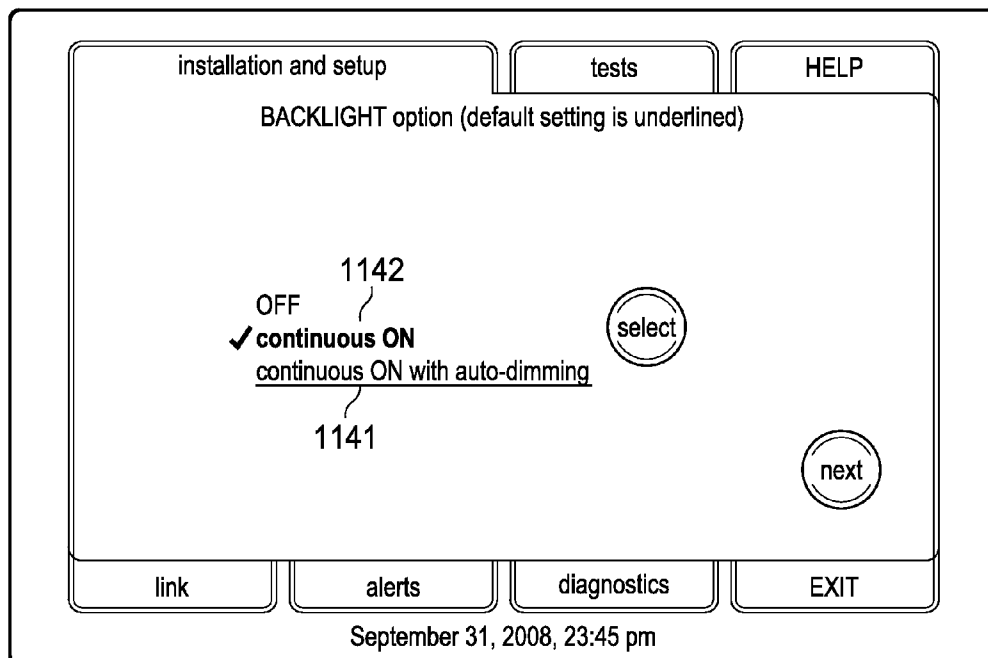 installation and setup
tests
HELP
BACKLIGHT option (default setting is underlined)
1142
OFF
✓ continuous ON
continuous ON with auto-dimming
1141
select
next
link
alerts
diagnostics
EXIT
September 31, 2008, 23:45 pm